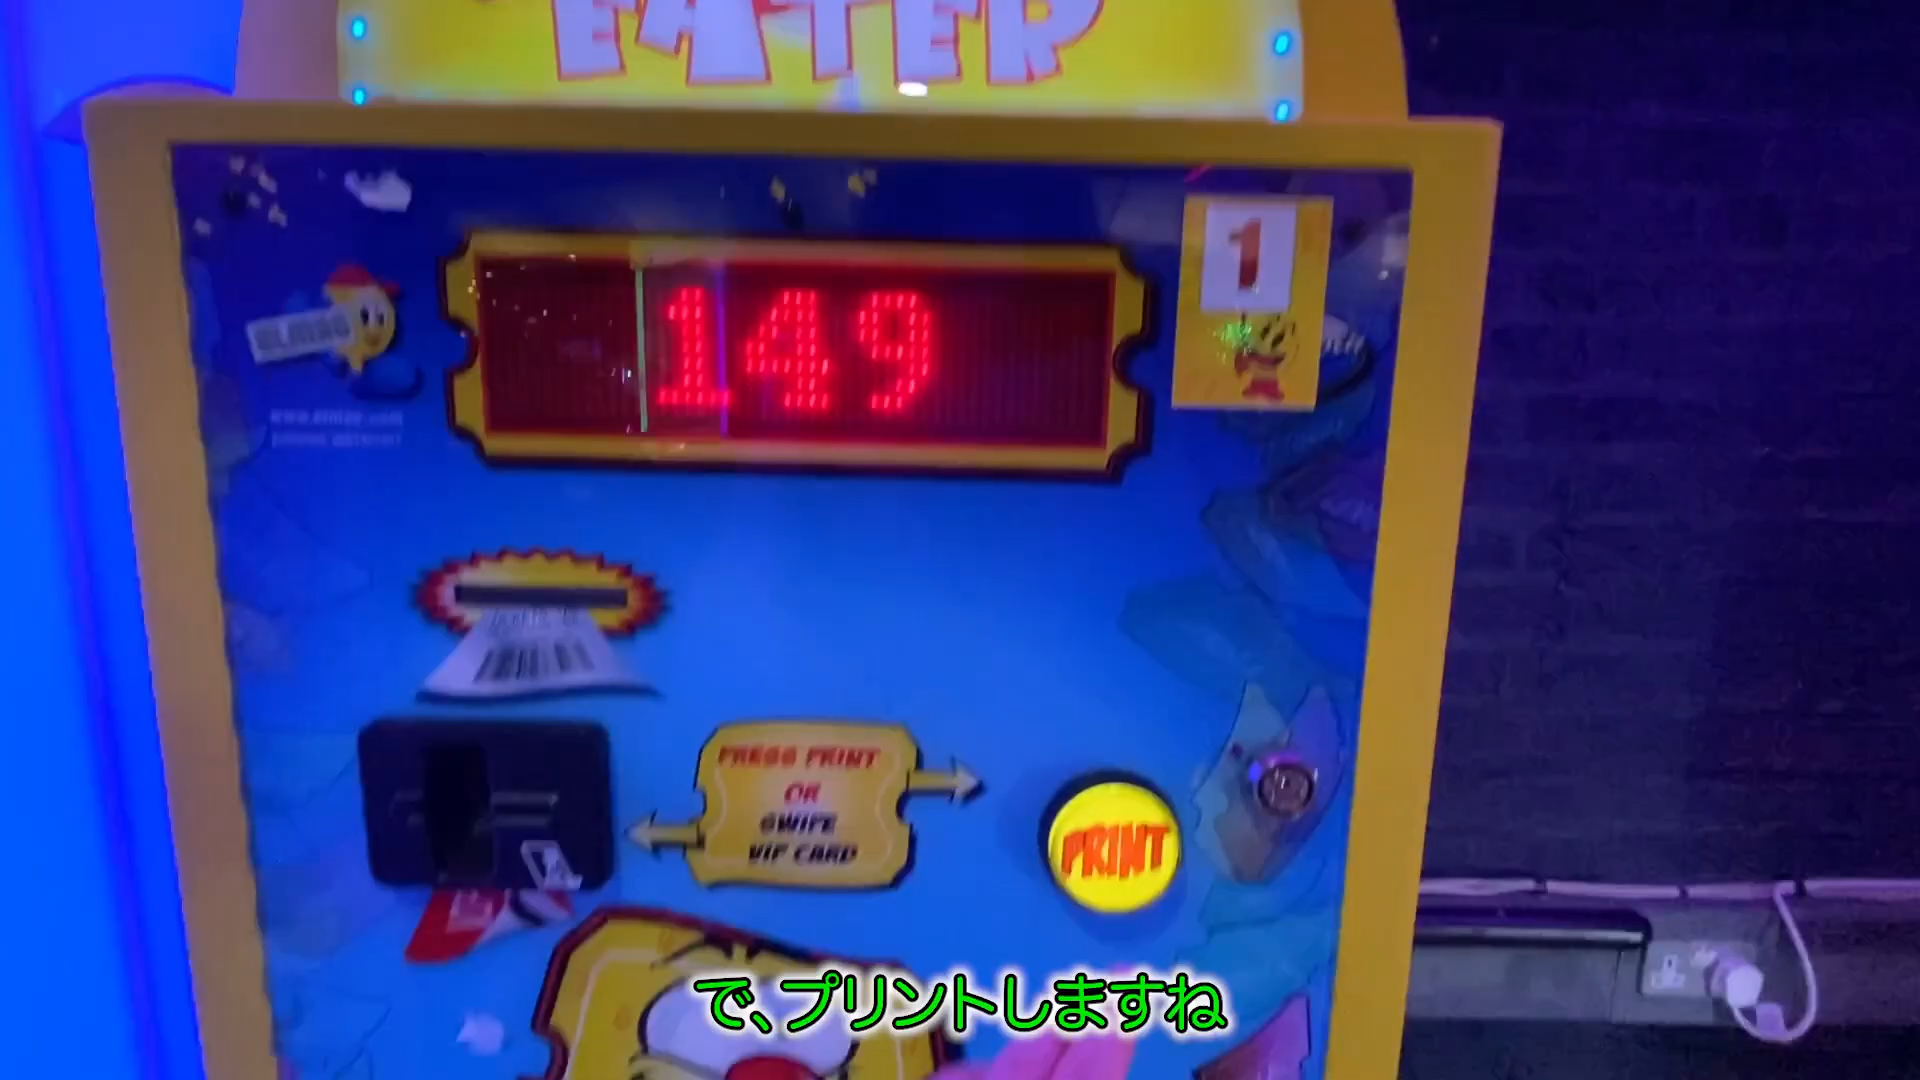 EATER
1
149
ELMAC
PRESS PRINT
OR
SWIPE
VIP CARD
PRINT
で、プリントしますね